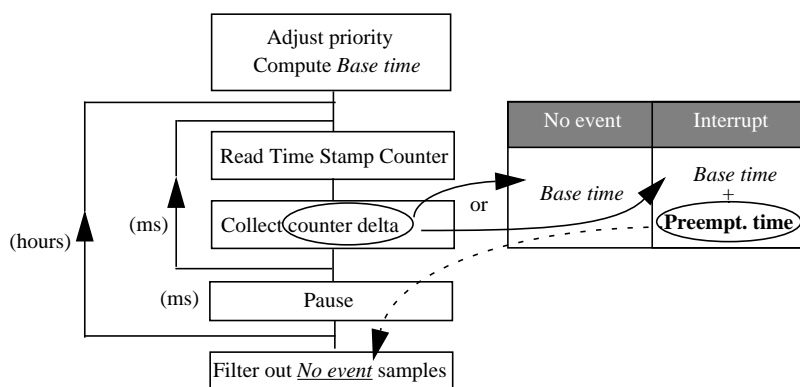 Adjust priority
Compute Base time
No event
Interrupt
Read Time Stamp Counter
Base time
Base time
+
Preempt. time
or
Collect counter delta
(ms)
(hours)
(ms)
Pause
Filter out No event samples